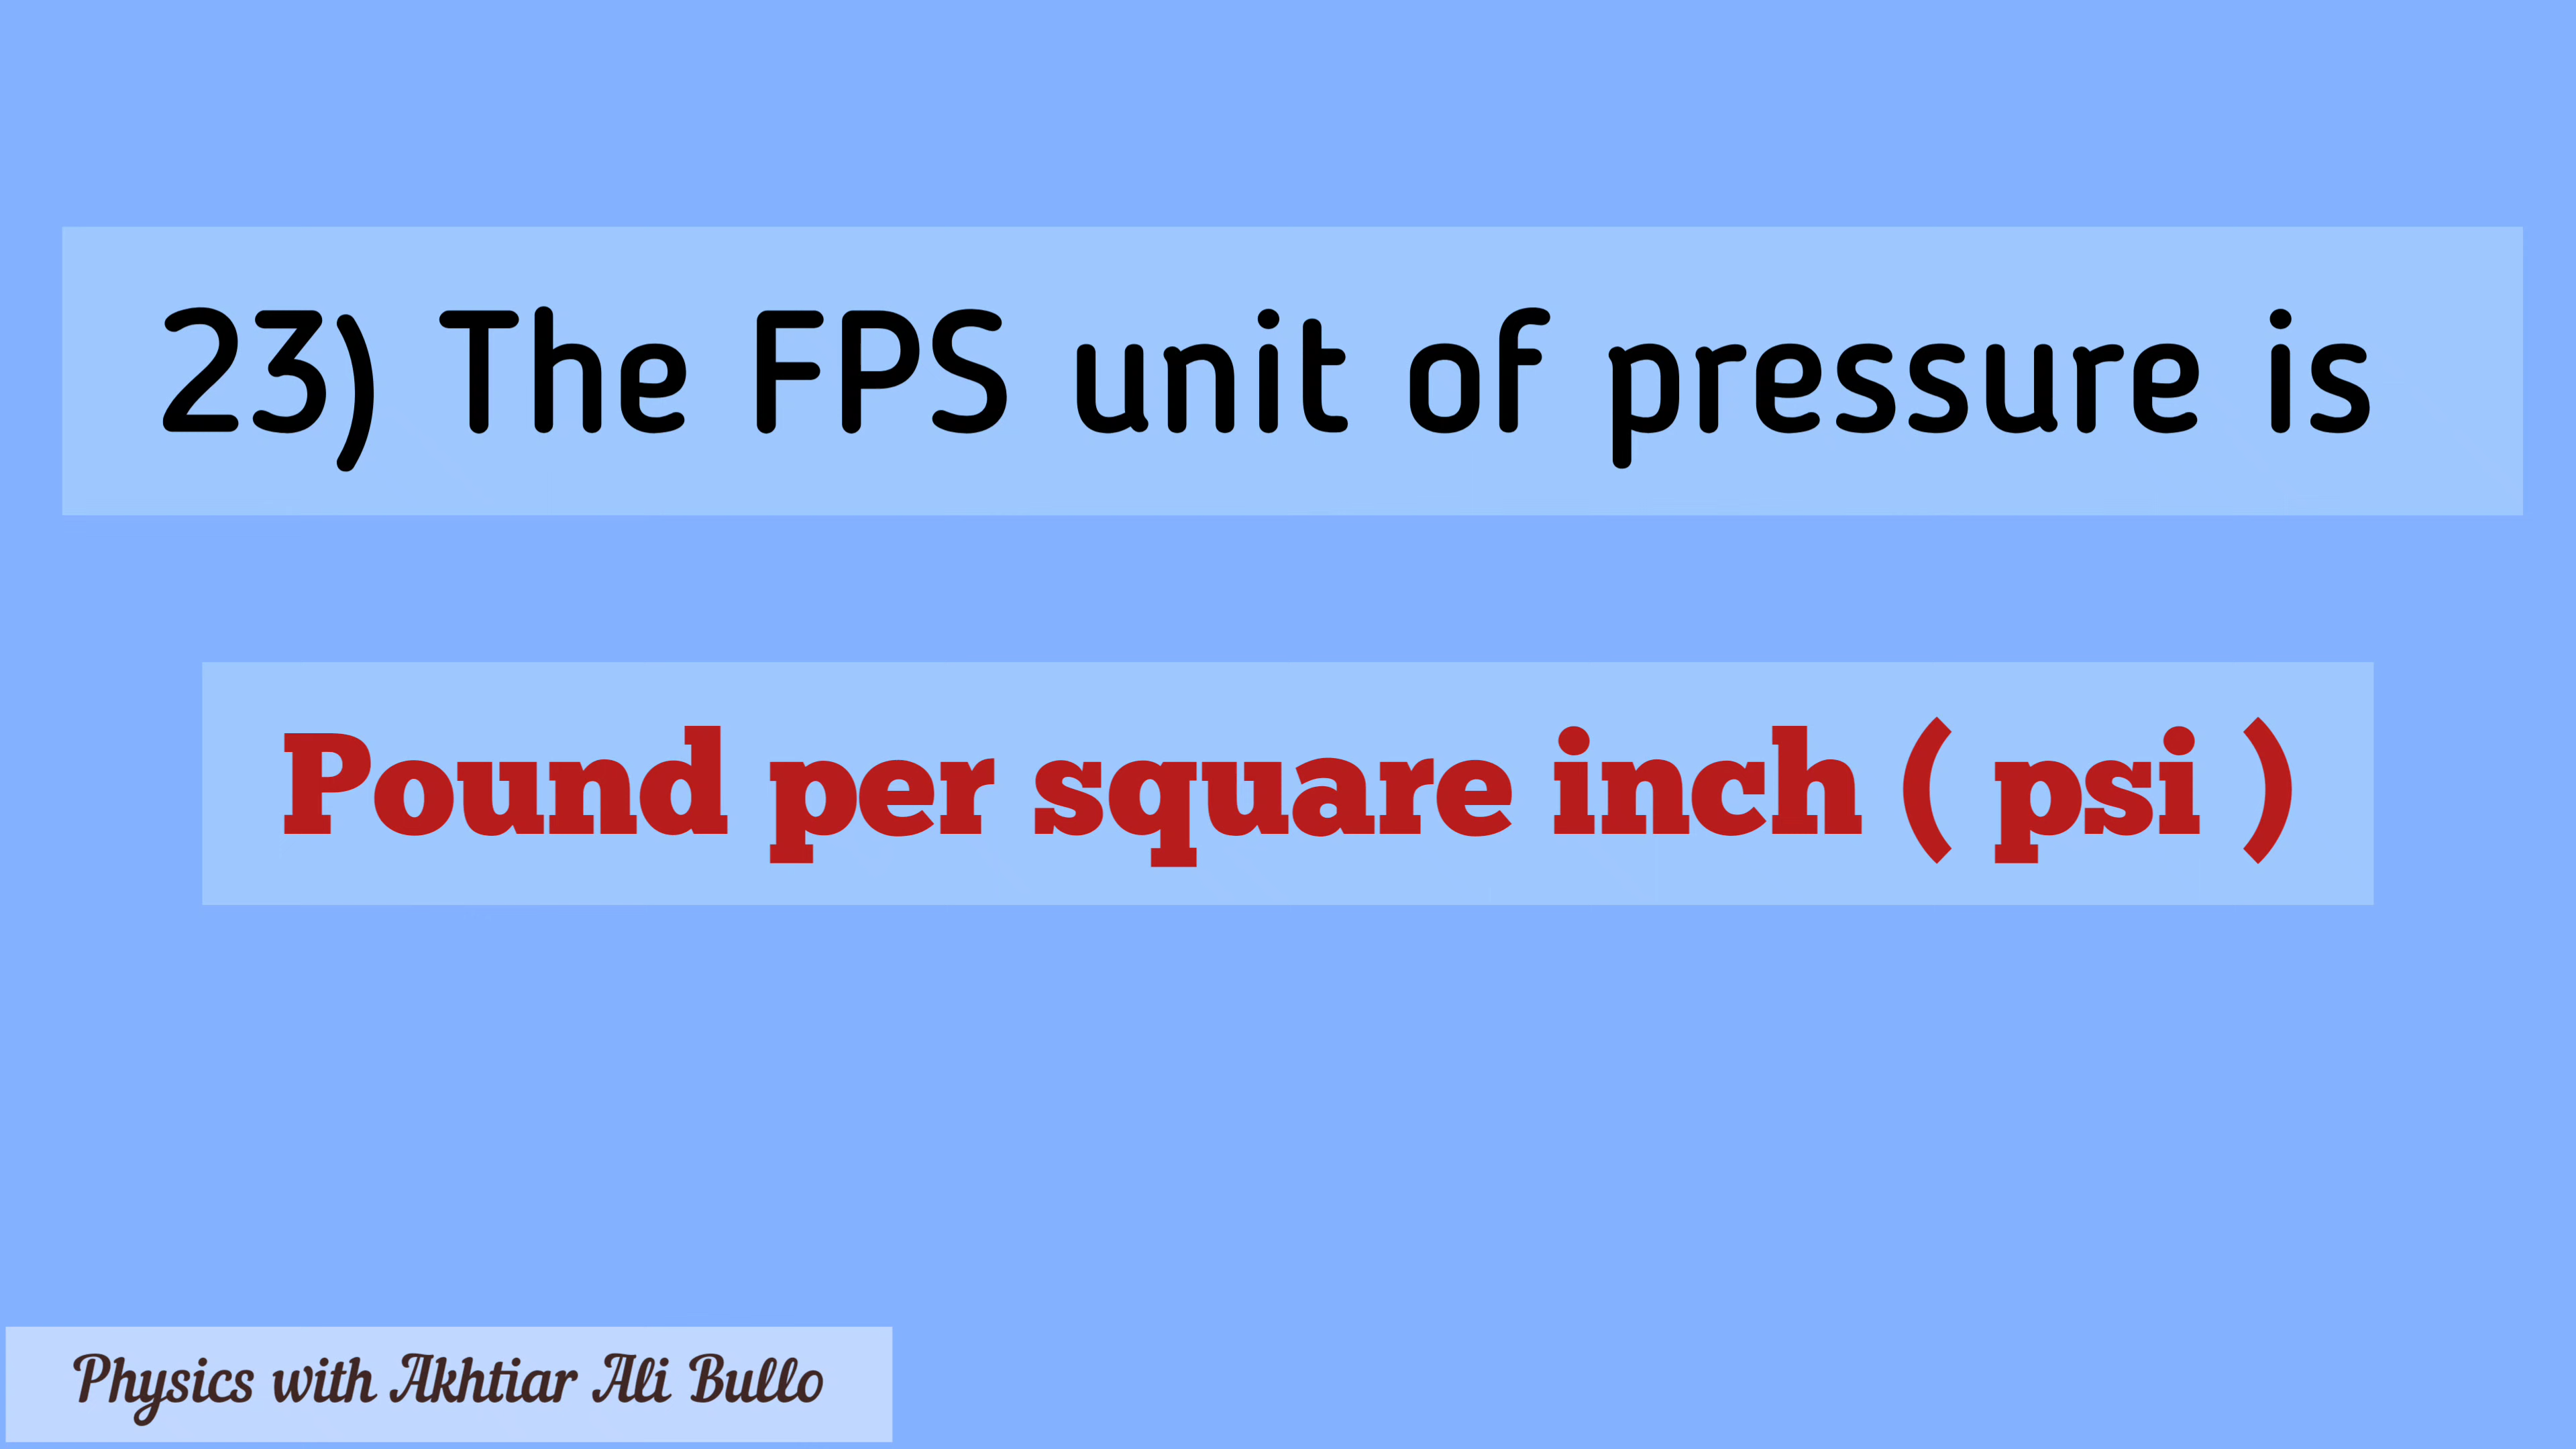 23) The FPS unit of pressure is
Pound per square inch ( psi )
Physics with Akhtiar Ali Bullo